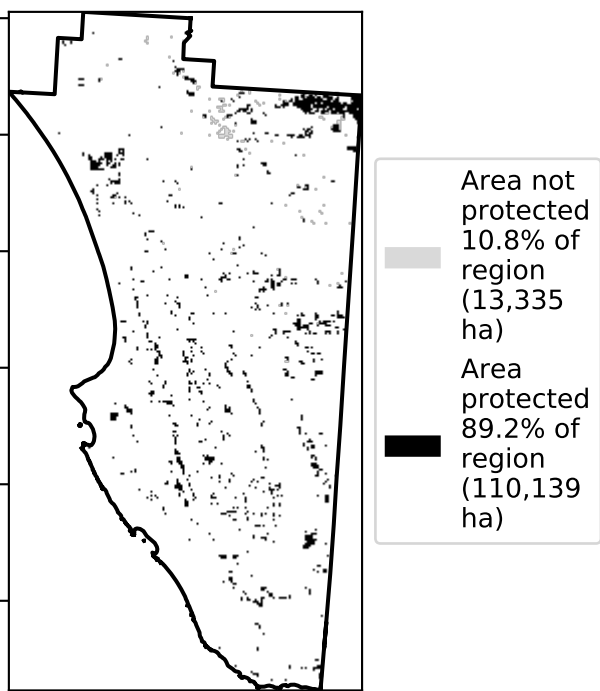 Area not
protected
10.8% of
region
(13,335
ha)
Area
protected
89.2% of
region
(110,139
ha)